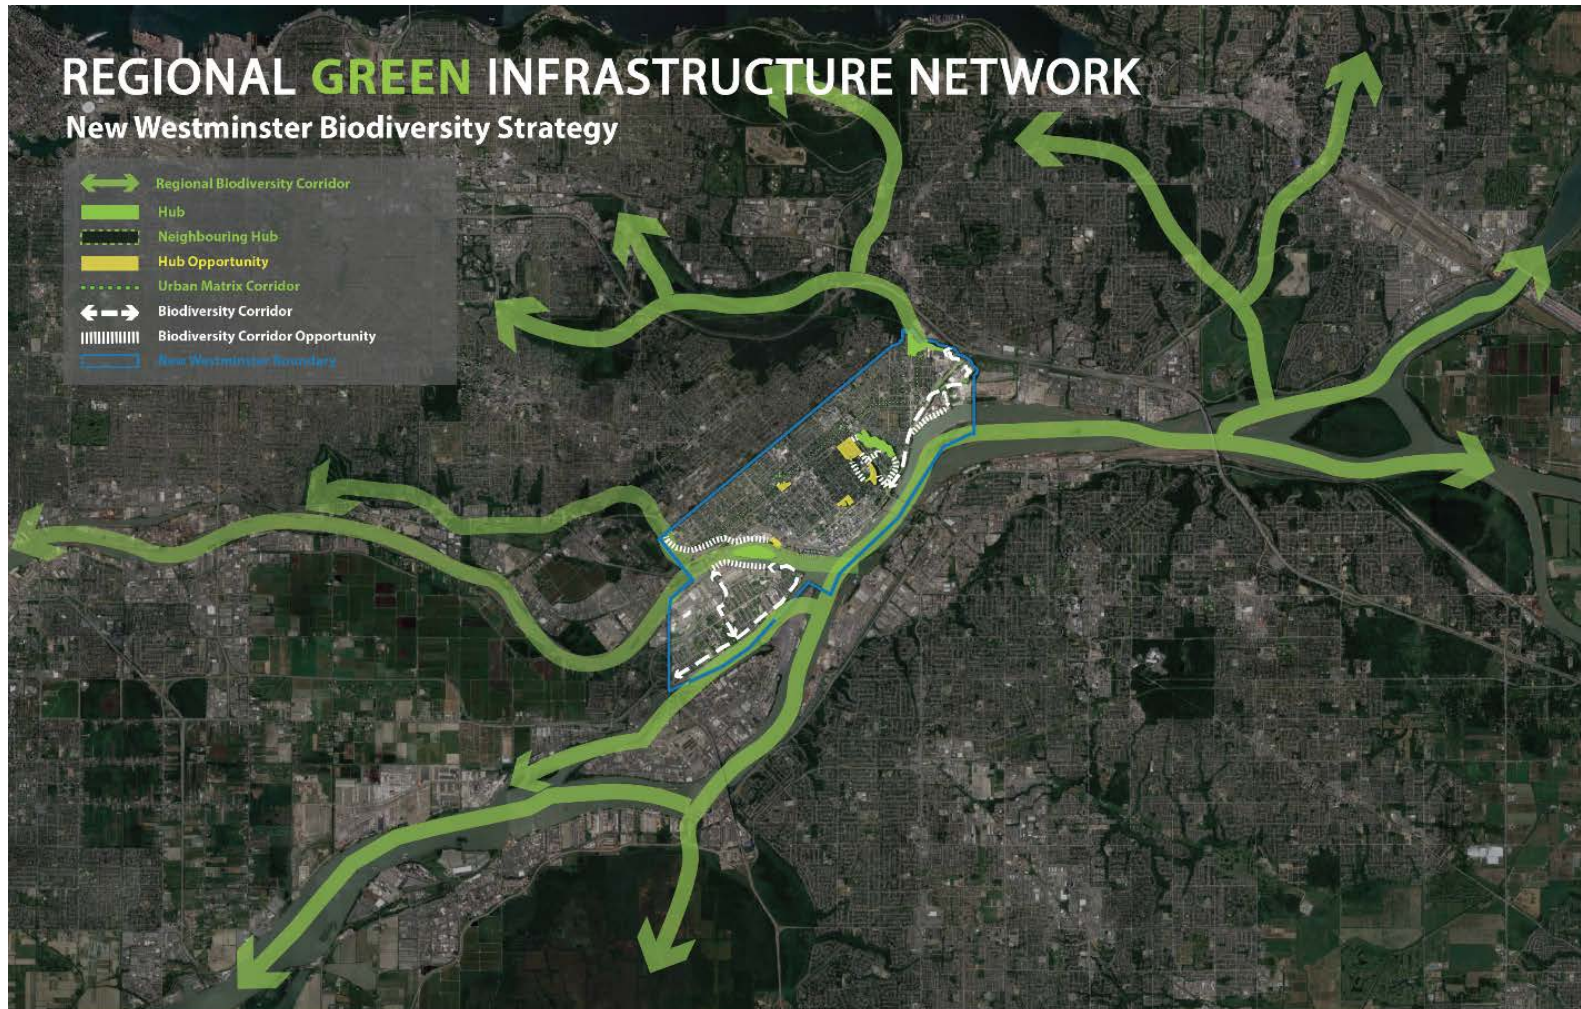 REGIONAL GREEN INFRASTRUCTURE NETWORK
New Westminster Biodiversity Strategy
Regional Biodiversity Corridor
Hub
Neighbouring Hub
Hub Opportunity
Urban Matrix Corridor
Biodiversity Corridor
Biodiversity Corridor Opportunity
New Westminster Boundary